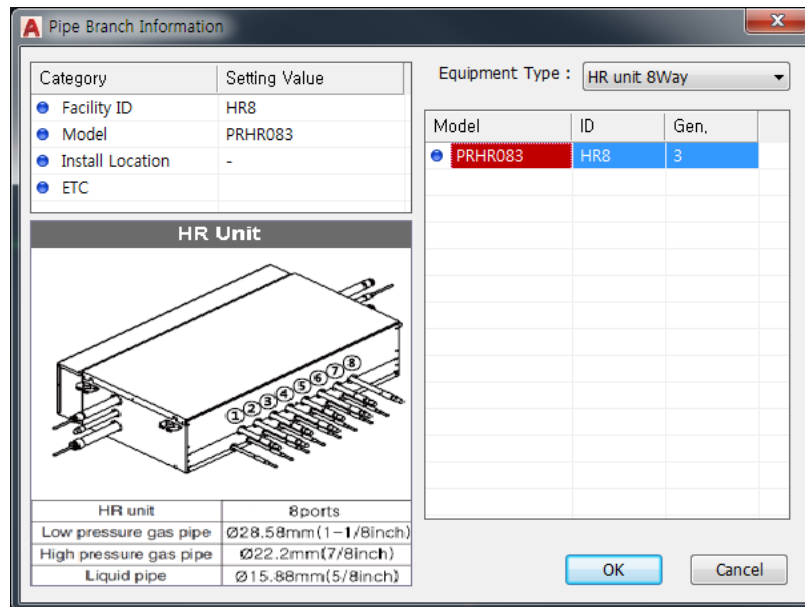 Pipe Branch Information
Category Setting Value
Facility ID HR8
Model PRHR083
Install Location -
ETC
HR Unit
1 2 3 4 5 6 7 8
HR unit 8ports
Low pressure gas pipe Ø28.58mm(1-1/8inch)
High pressure gas pipe Ø22.2mm(7/8inch)
Liquid pipe Ø15.88mm(5/8inch)
Equipment Type : HR unit 8Way
Model ID Gen,
PRHR083 HR8 3
OK Cancel